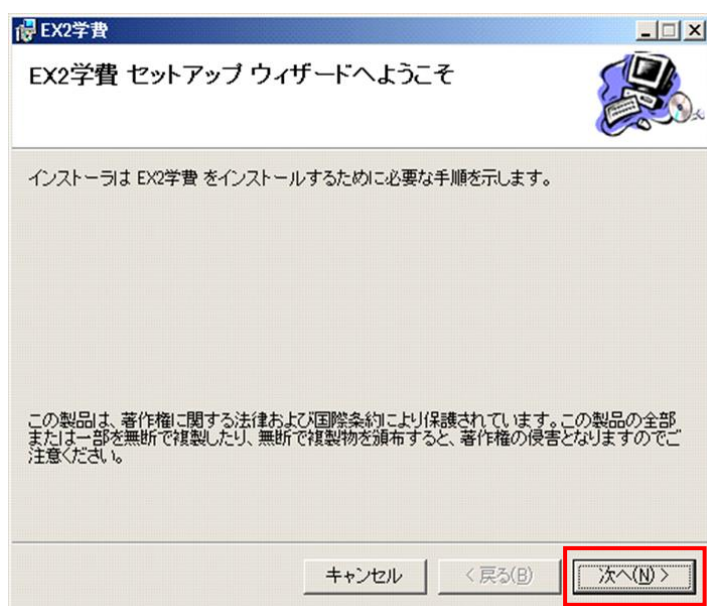 EX2学費
EX2学費 セットアップ ウィザードへようこそ
インストーラは EX2学費 をインストールするために必要な手順を示します。
この製品は、著作権に関する法律および国際条約により保護されています。この製品の全部
または一部を無断で複製したり、無断で複製物を頒布すると、著作権の侵害となりますのでご
注意ください。
キャンセル
< 戻る(B)
次へ(N) >